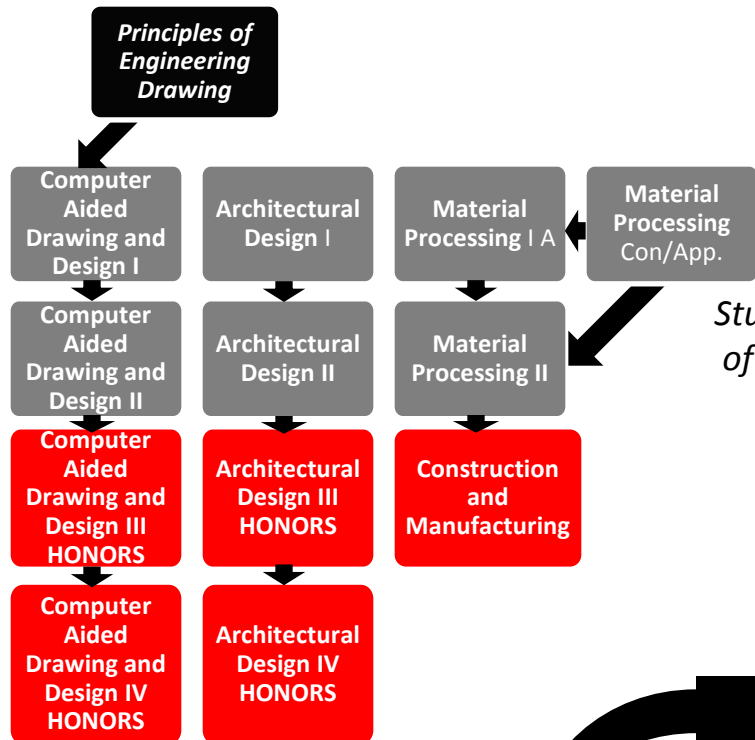 Principles of
Engineering
Drawing
Computer
Aided
Drawing and
Design I
Architectural
Design I
Material
Processing I A
Material
Processing
Con/App.
Computer
Aided
Drawing and
Design II
Architectural
Design II
Material
Processing II
Stu
of
Computer
Aided
Drawing and
Design III
HONORS
Architectural
Design III
HONORS
Construction
and
Manufacturing
Computer
Aided
Drawing and
Design IV
HONORS
Architectural
Design IV
HONORS